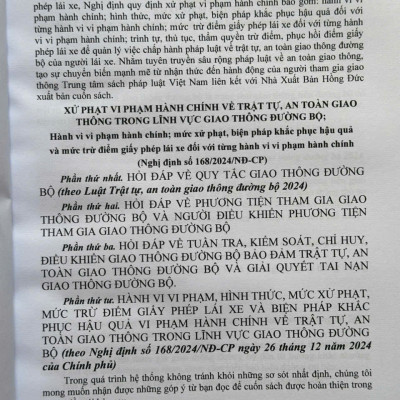 phép lái xe, Nghị định quy định xử phạt vi phạm hành chính bao gồm: hành vi vi
phạm hành chính; hình thức, mức xử phạt, biện pháp khắc phục hậu quả đối với
từng hành vi vi phạm hành chính; mức trừ điểm giấy phép lái xe đối với từng hành
vi phạm hành chính; trình tự, thủ tục, thẩm quyền trừ điểm, phục hồi điểm giấy
phép lái xe để quản lý việc chấp hành pháp luật về trật tự, an toàn giao thông đường
bộ của người lái xe. Nhằm tuyên truyền sâu rộng pháp luật về an toàn giao thông,
tạo sự chuyển biến mạnh mẽ từ nhận thức đến hành động của người tham gia giao
thông Trung tâm sách pháp luật Việt Nam liên kết với Nhà Xuất Bản Hồng Đức
xuất bản cuốn sách.
XỬ PHẠT VI PHẠM HÀNH CHÍNH VỀ TRẬT TỰ, AN TOÀN GIAO
THÔNG TRONG LĨNH VỰC GIAO THÔNG ĐƯỜNG BỘ;
Hành vi vi phạm hành chính; mức xử phạt, biện pháp khắc phục hậu quả
và mức trừ điểm giấy phép lái xe đối với từng hành vi vi phạm hành chính
(Nghị định số 168/2024/NĐ-CP)
Phần thứ nhất. HỎI ĐÁP VỀ QUY TẮC GIAO THÔNG ĐƯỜNG
BỘ (theo Luật Trật tự, an toàn giao thông đường bộ 2024)
Phần thứ hai. HỎI ĐÁP VỀ PHƯƠNG TIỆN THAM GIA GIAO
THÔNG ĐƯỜNG BỘ VÀ NGƯỜI ĐIỀU KHIỂN PHƯƠNG TIỆN
THAM GIA GIAO THÔNG ĐƯỜNG BỘ
Phần thứ ba. HỎI ĐÁP VỀ TUẦN TRA, KIỂM SOÁT, CHỈ HUY,
ĐIỀU KHIỂN GIAO THÔNG ĐƯỜNG BỘ BẢO ĐẢM TRẬT TỰ, AN
TOÀN GIAO THÔNG ĐƯỜNG BỘ VÀ GIẢI QUYẾT TAI NẠN
GIAO THÔNG ĐƯỜNG BỘ.
Phần thứ tư. HÀNH VI VI PHẠM, HÌNH THỨC, MỨC XỬ PHẠT,
MỨC TRỪ ĐIỂM GIẤY PHÉP LÁI XE VÀ BIỆN PHÁP KHẮC
PHỤC HẬU QUẢ VI PHẠM HÀNH CHÍNH VỀ TRẬT TỰ, AN
TOÀN GIAO THÔNG TRONG LĨNH VỰC GIAO THÔNG ĐƯỜNG
BỘ (theo Nghị định số 168/2024/NĐ-CP ngày 26 tháng 12 năm 2024
của Chính phủ)
Trong quá trình hệ thống không tránh khỏi những sơ sót nhất định, chúng tôi
mong muốn nhận được những góp ý từ bạn đọc để cuốn sách được hoàn thiện trong